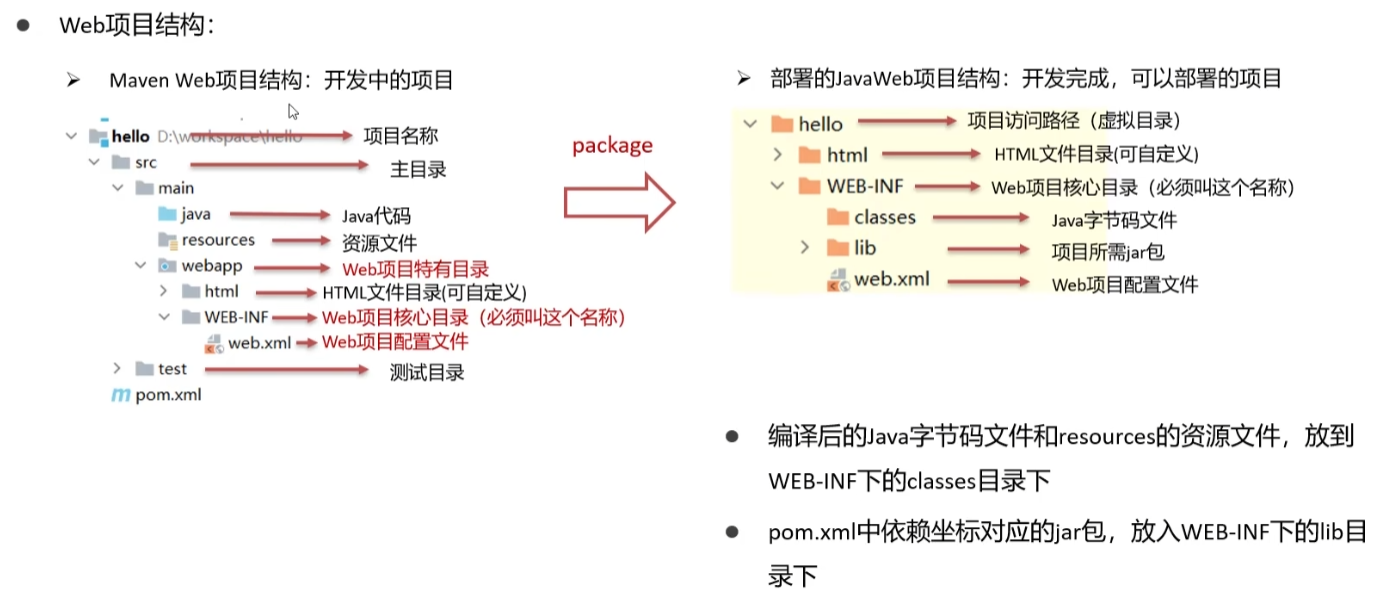 Web项目结构：
Maven Web项目结构：开发中的项目
hello D:\workspace\hello 项目名称
src 主目录
main
java Java代码
resources 资源文件
webapp Web项目特有目录
html HTML文件目录(可自定义)
WEB-INF Web项目核心目录（必须叫这个名称）
web.xml Web项目配置文件
test 测试目录
pom.xml
package
部署的JavaWeb项目结构：开发完成，可以部署的项目
hello 项目访问路径（虚拟目录）
html HTML文件目录(可自定义)
WEB-INF Web项目核心目录（必须叫这个名称）
classes Java字节码文件
lib 项目所需jar包
web.xml Web项目配置文件
编译后的Java字节码文件和resources的资源文件，放到
WEB-INF下的classes目录下
pom.xml中依赖坐标对应的jar包，放入WEB-INF下的lib目
录下